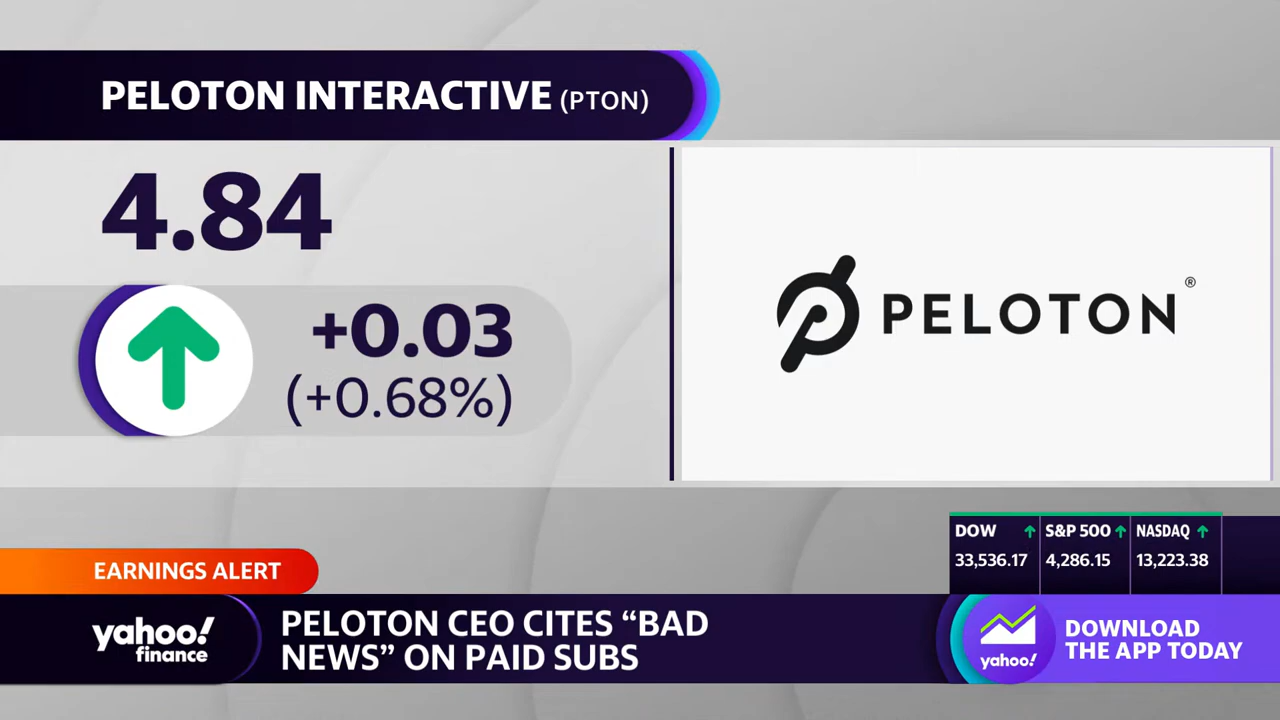 PELOTON INTERACTIVE (PTON)
4.84
+0.03
(+0.68%)
PELOTON®
DOW
33,536.17
S&P 500
4,286.15
NASDAQ
13,223.38
EARNINGS ALERT
yahoo!
finance
PELOTON CEO CITES “BAD
NEWS” ON PAID SUBS
yahoo!
DOWNLOAD
THE APP TODAY